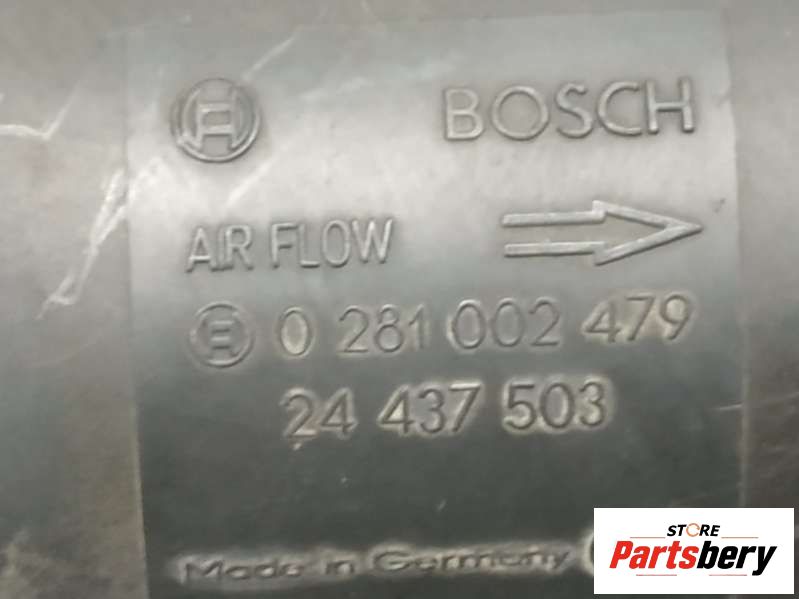 BOSCH
AIR FLOW
0 281 002 479
24 437 503
Made in Germany
STORE
Partsbery